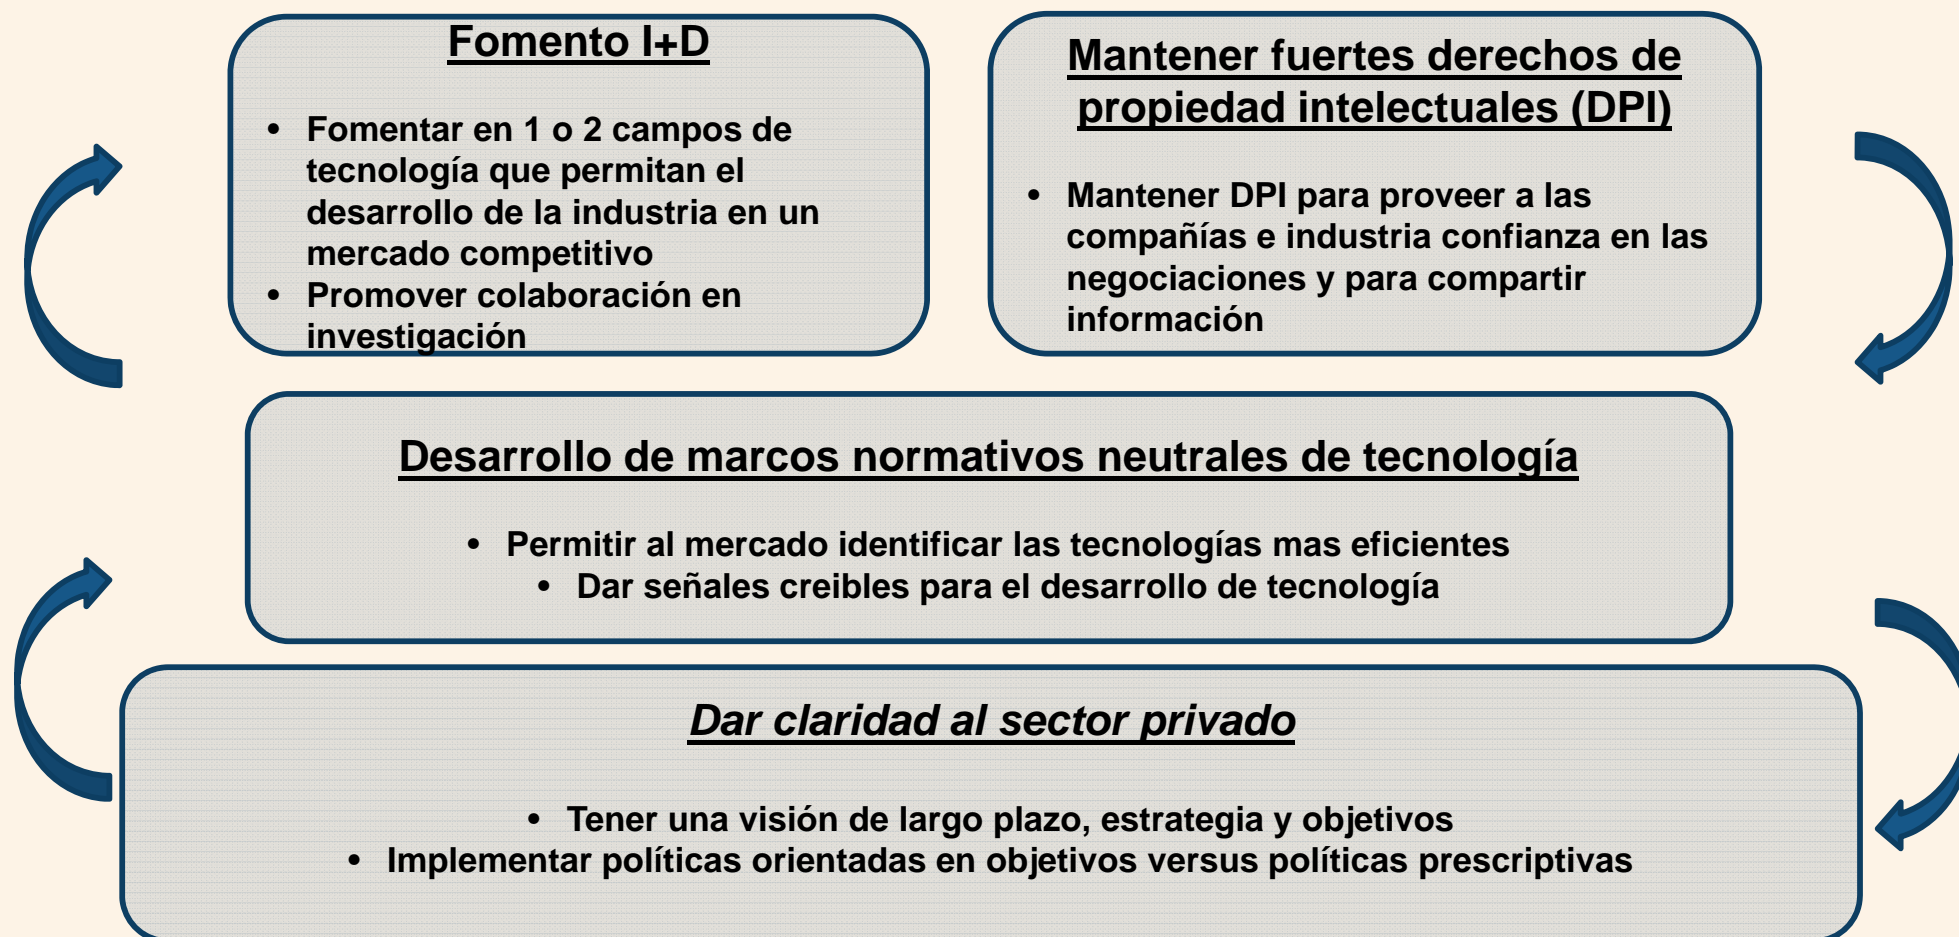 Fomento I+D
• Fomentar en 1 o 2 campos de
tecnología que permitan el
desarrollo de la industria en un
mercado competitivo
• Promover colaboración en
investigación
Mantener fuertes derechos de
propiedad intelectuales (DPI)
• Mantener DPI para proveer a las
compañías e industria confianza en las
negociaciones y para compartir
información
Desarrollo de marcos normativos neutrales de tecnología
• Permitir al mercado identificar las tecnologías mas eficientes
• Dar señales creibles para el desarrollo de tecnología
Dar claridad al sector privado
• Tener una visión de largo plazo, estrategia y objetivos
• Implementar políticas orientadas en objetivos versus políticas prescriptivas